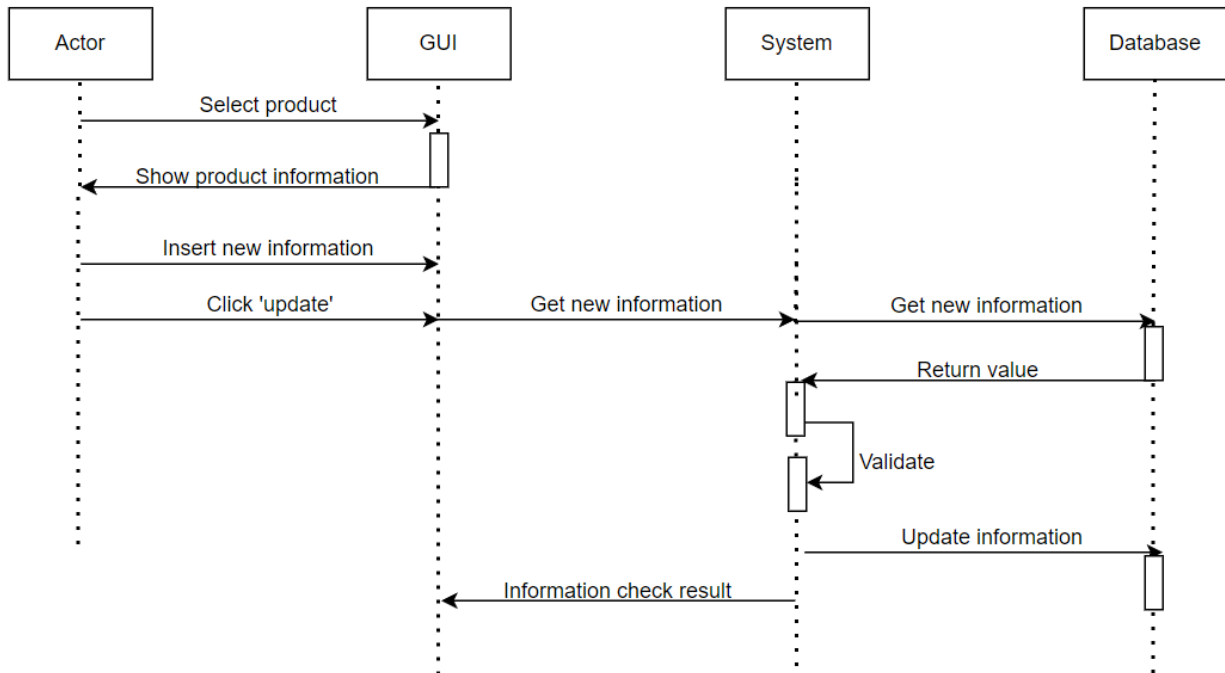 Actor
GUI
System
Database
Select product
Show product information
Insert new information
Click 'update'
Get new information
Get new information
Return value
Validate
Update information
Information check result